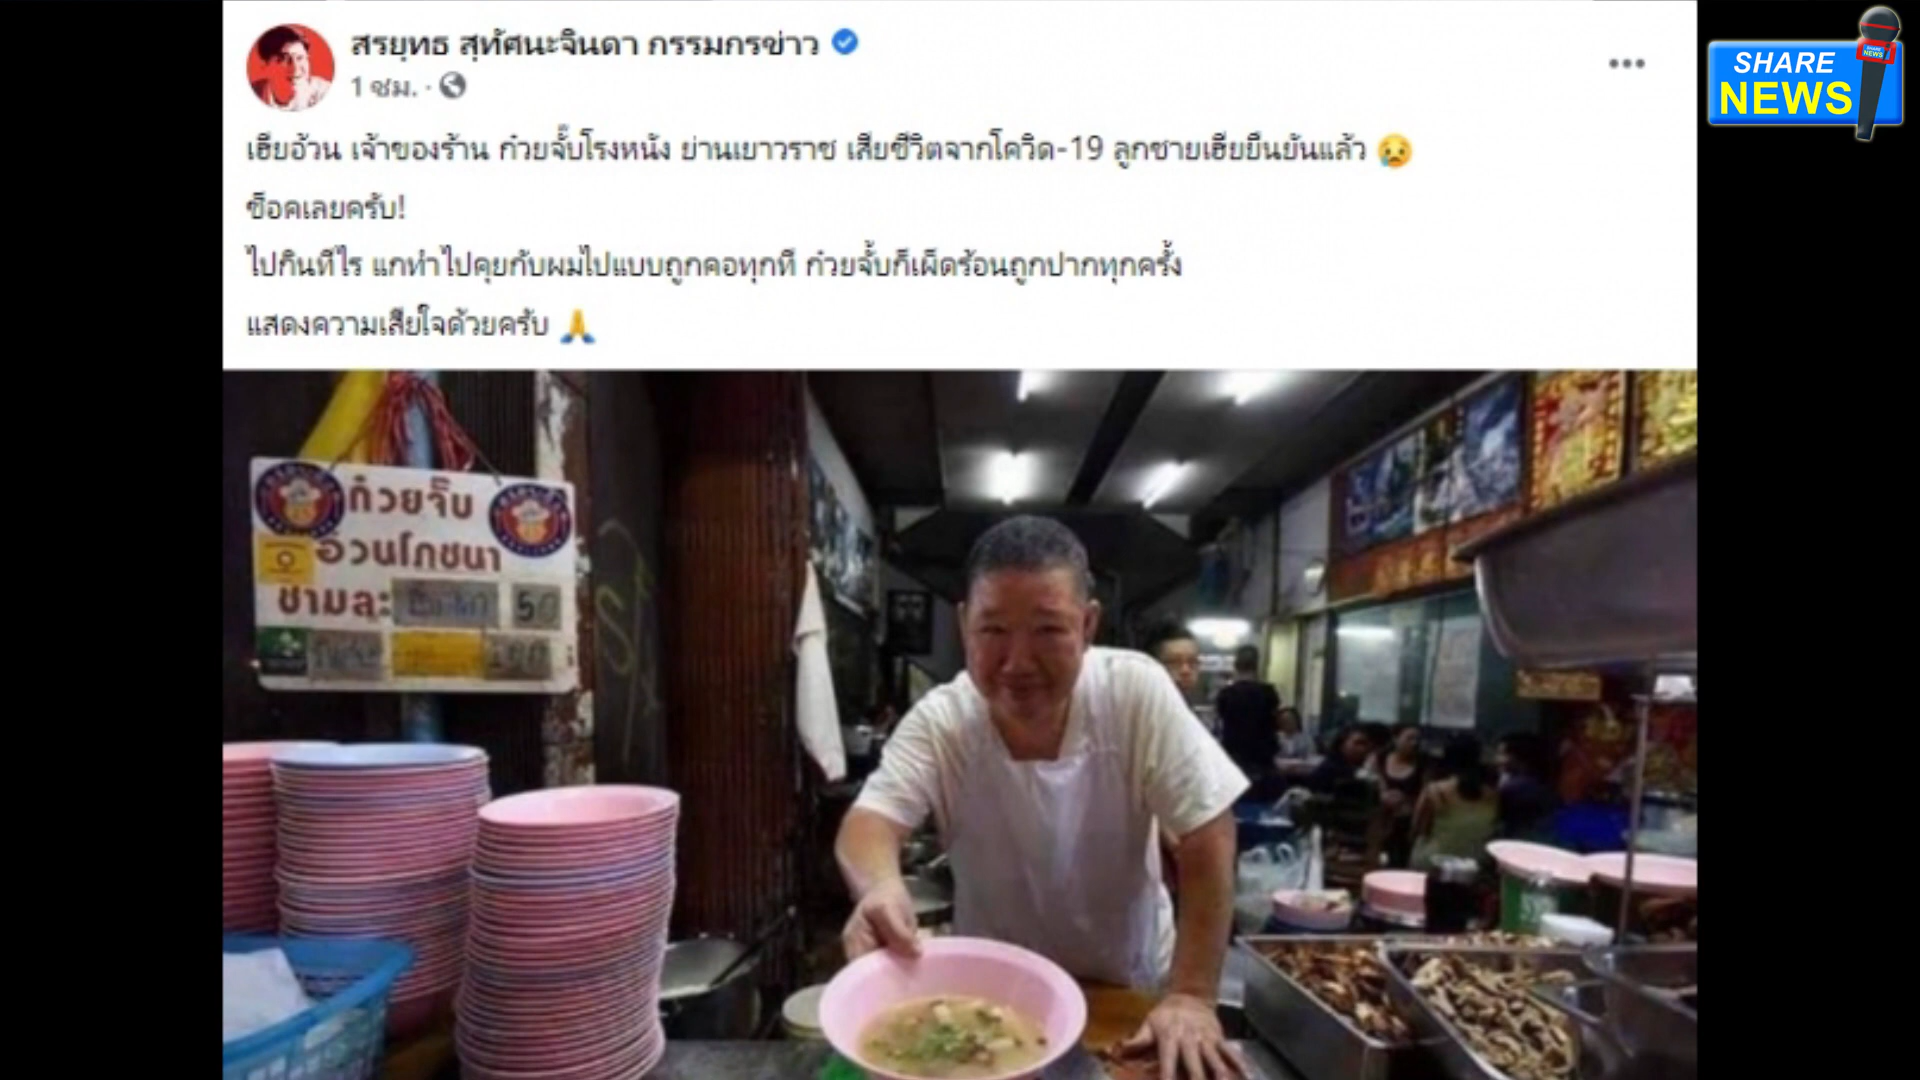 สรยุทธ สุทัศนะจินดา กรรมกรข่าว
1 ชม.
SHARE
NEWS
เฮียอ้วน เจ้าของร้าน ก๋วยจั๊บโรงหนัง ย่านเยาวราช เสียชีวิตจากโควิด-19 ลูกชายเฮียยืนยันแล้ว 😢
ช็อคเลยครับ!
ไปกินทีไร แกทำไปคุยกับผมไปแบบถูกคอทุกที ก๋วยจั๊บก็เผ็ดร้อนถูกปากทุกครั้ง
แสดงความเสียใจด้วยครับ 🙏
ก๋วยจั๊บ
อ้วนโภชนา
ชามละ 50